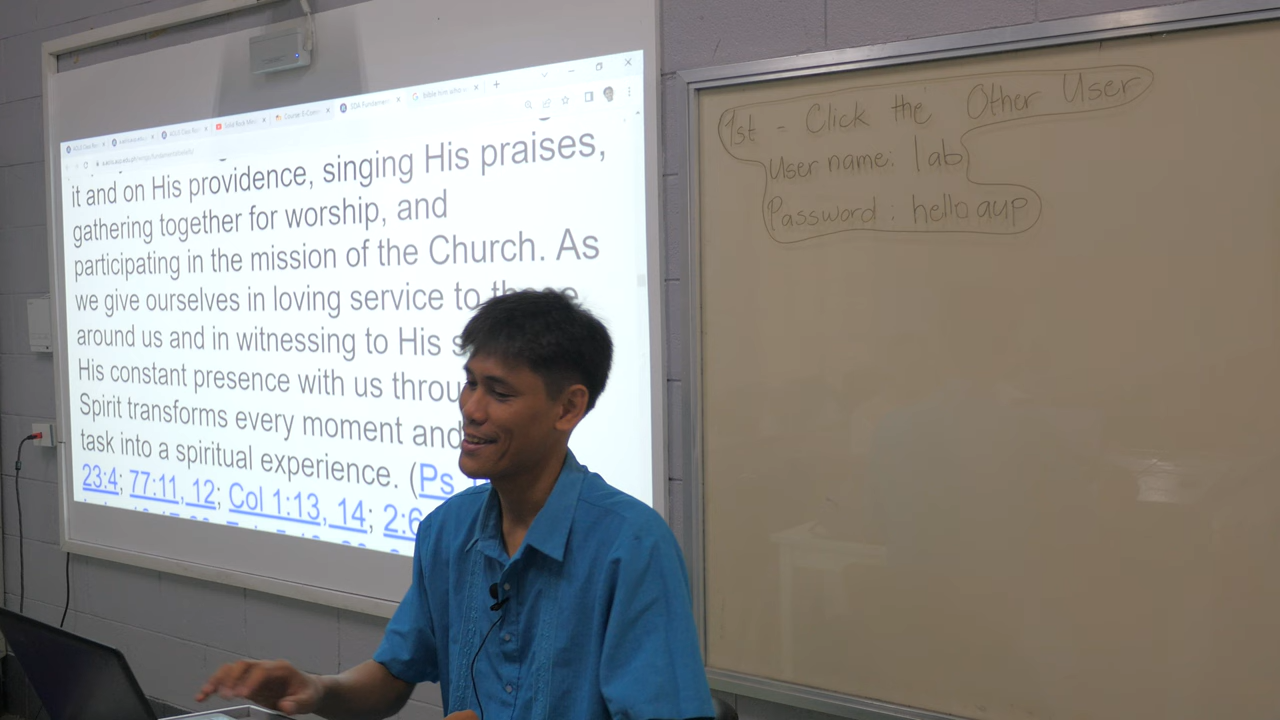 SDA Fundamen
it and on His providence, singing His praises,
gathering together for worship, and
participating in the mission of the Church. As
we give ourselves in loving service to those
around us and in witnessing to His s
His constant presence with us throu
Spirit transforms every moment and
task into a spiritual experience. (Ps
23:4; 77:11, 12; Col 1:13, 14; 2:6
1st - Click the Other User
User name: lab
Password: hello aup